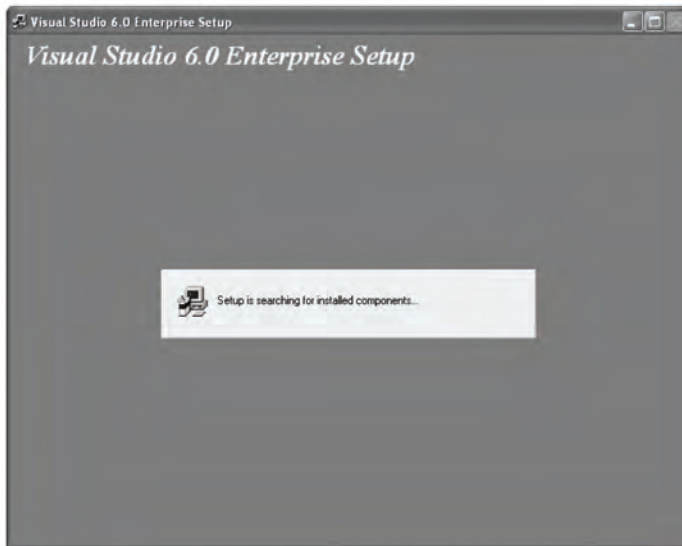 Visual Studio 6.0 Enterprise Setup
Visual Studio 6.0 Enterprise Setup
Setup is searching for installed components...